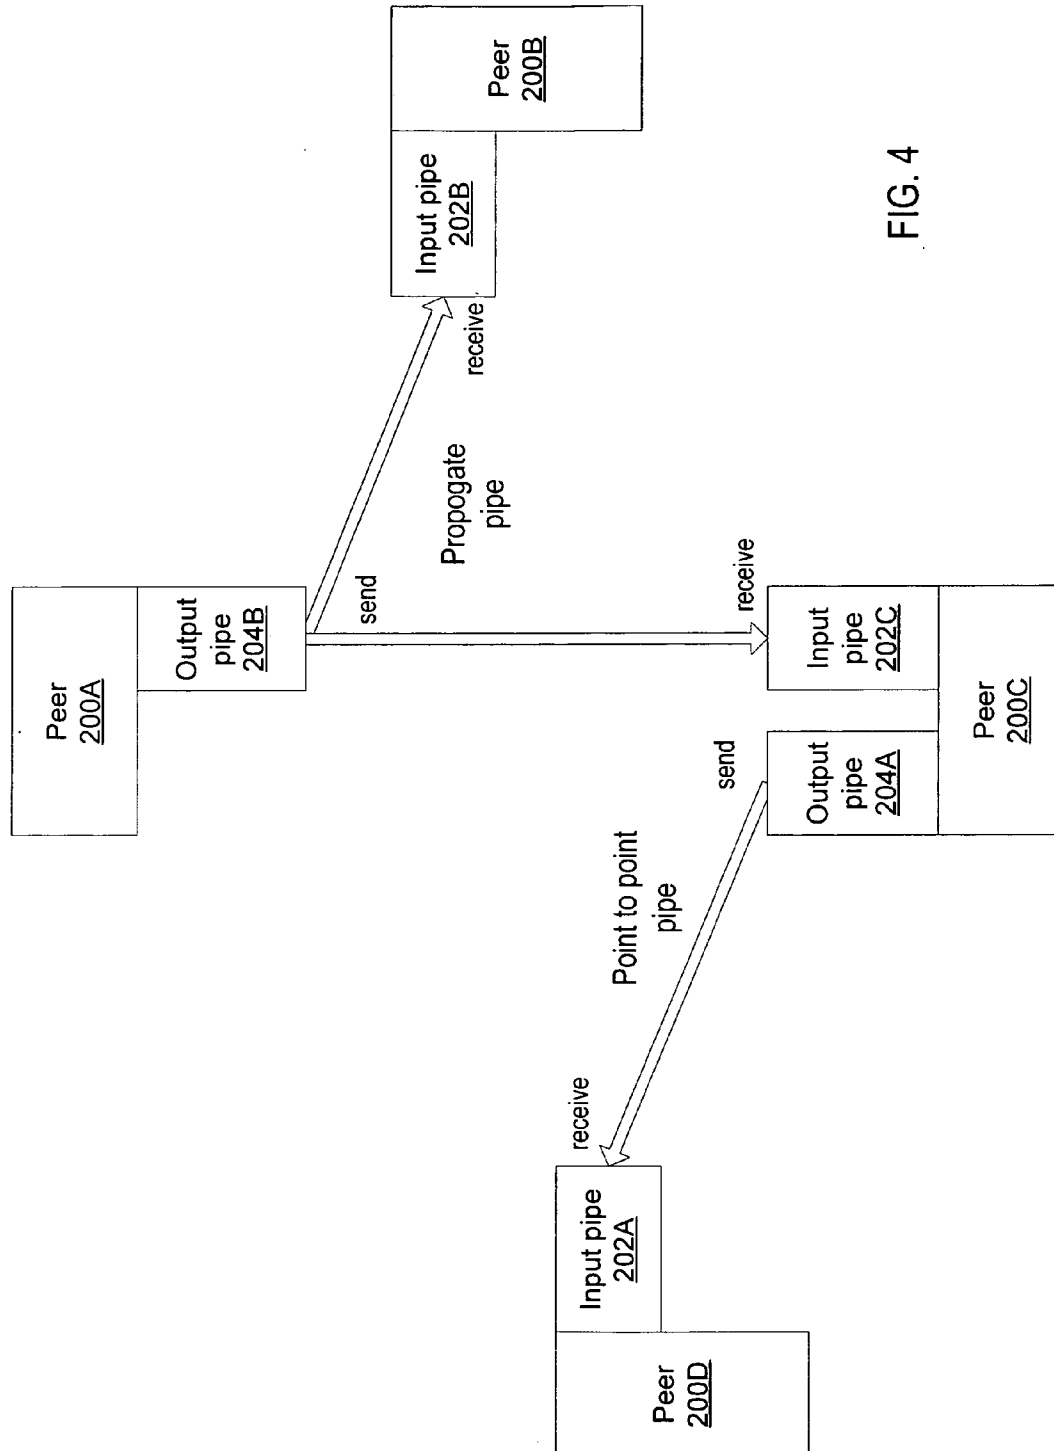 Peer
200A
Output
pipe
204B
send
Propogate
pipe
receive
Input pipe
202B
Peer
200B
receive
Input
pipe
202C
Peer
200C
Output
pipe
204A
send
Point to point
pipe
receive
Input pipe
202A
Peer
200D
FIG. 4